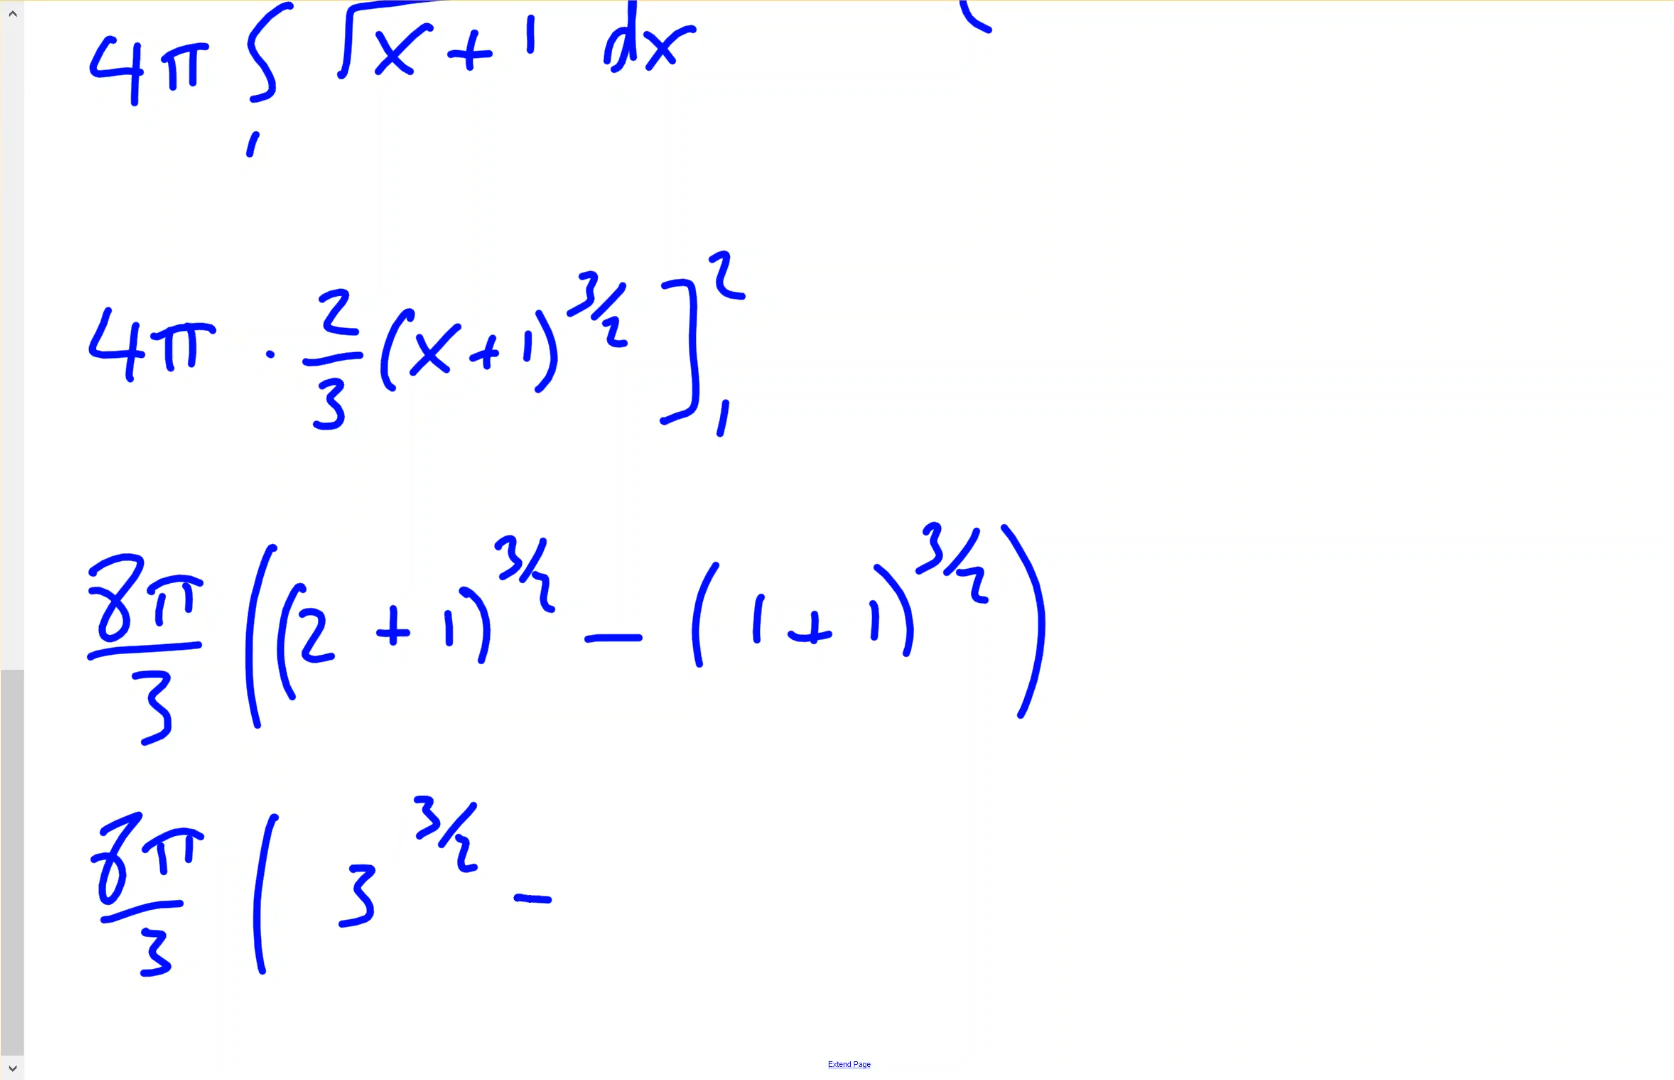 4π ∫₁ √x + 1 dx
4π · 2/3 (x+1)^3/2 ]₁²
8π/3 ((2 + 1)^3/2 − (1 + 1)^3/2)
8π/3 ( 3^3/2 −
Extend Page